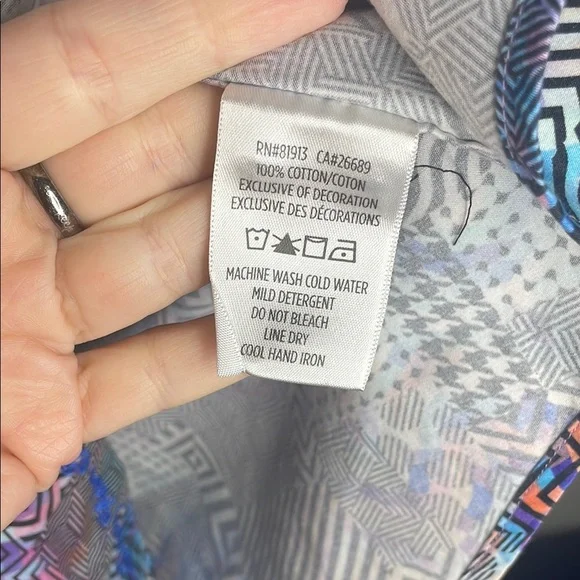 RN#81913 CA#26689
100% COTTON/COTON
EXCLUSIVE OF DECORATION
EXCLUSIVE DES DÉCORATIONS
MACHINE WASH COLD WATER
MILD DETERGENT
DO NOT BLEACH
LINE DRY
COOL HAND IRON